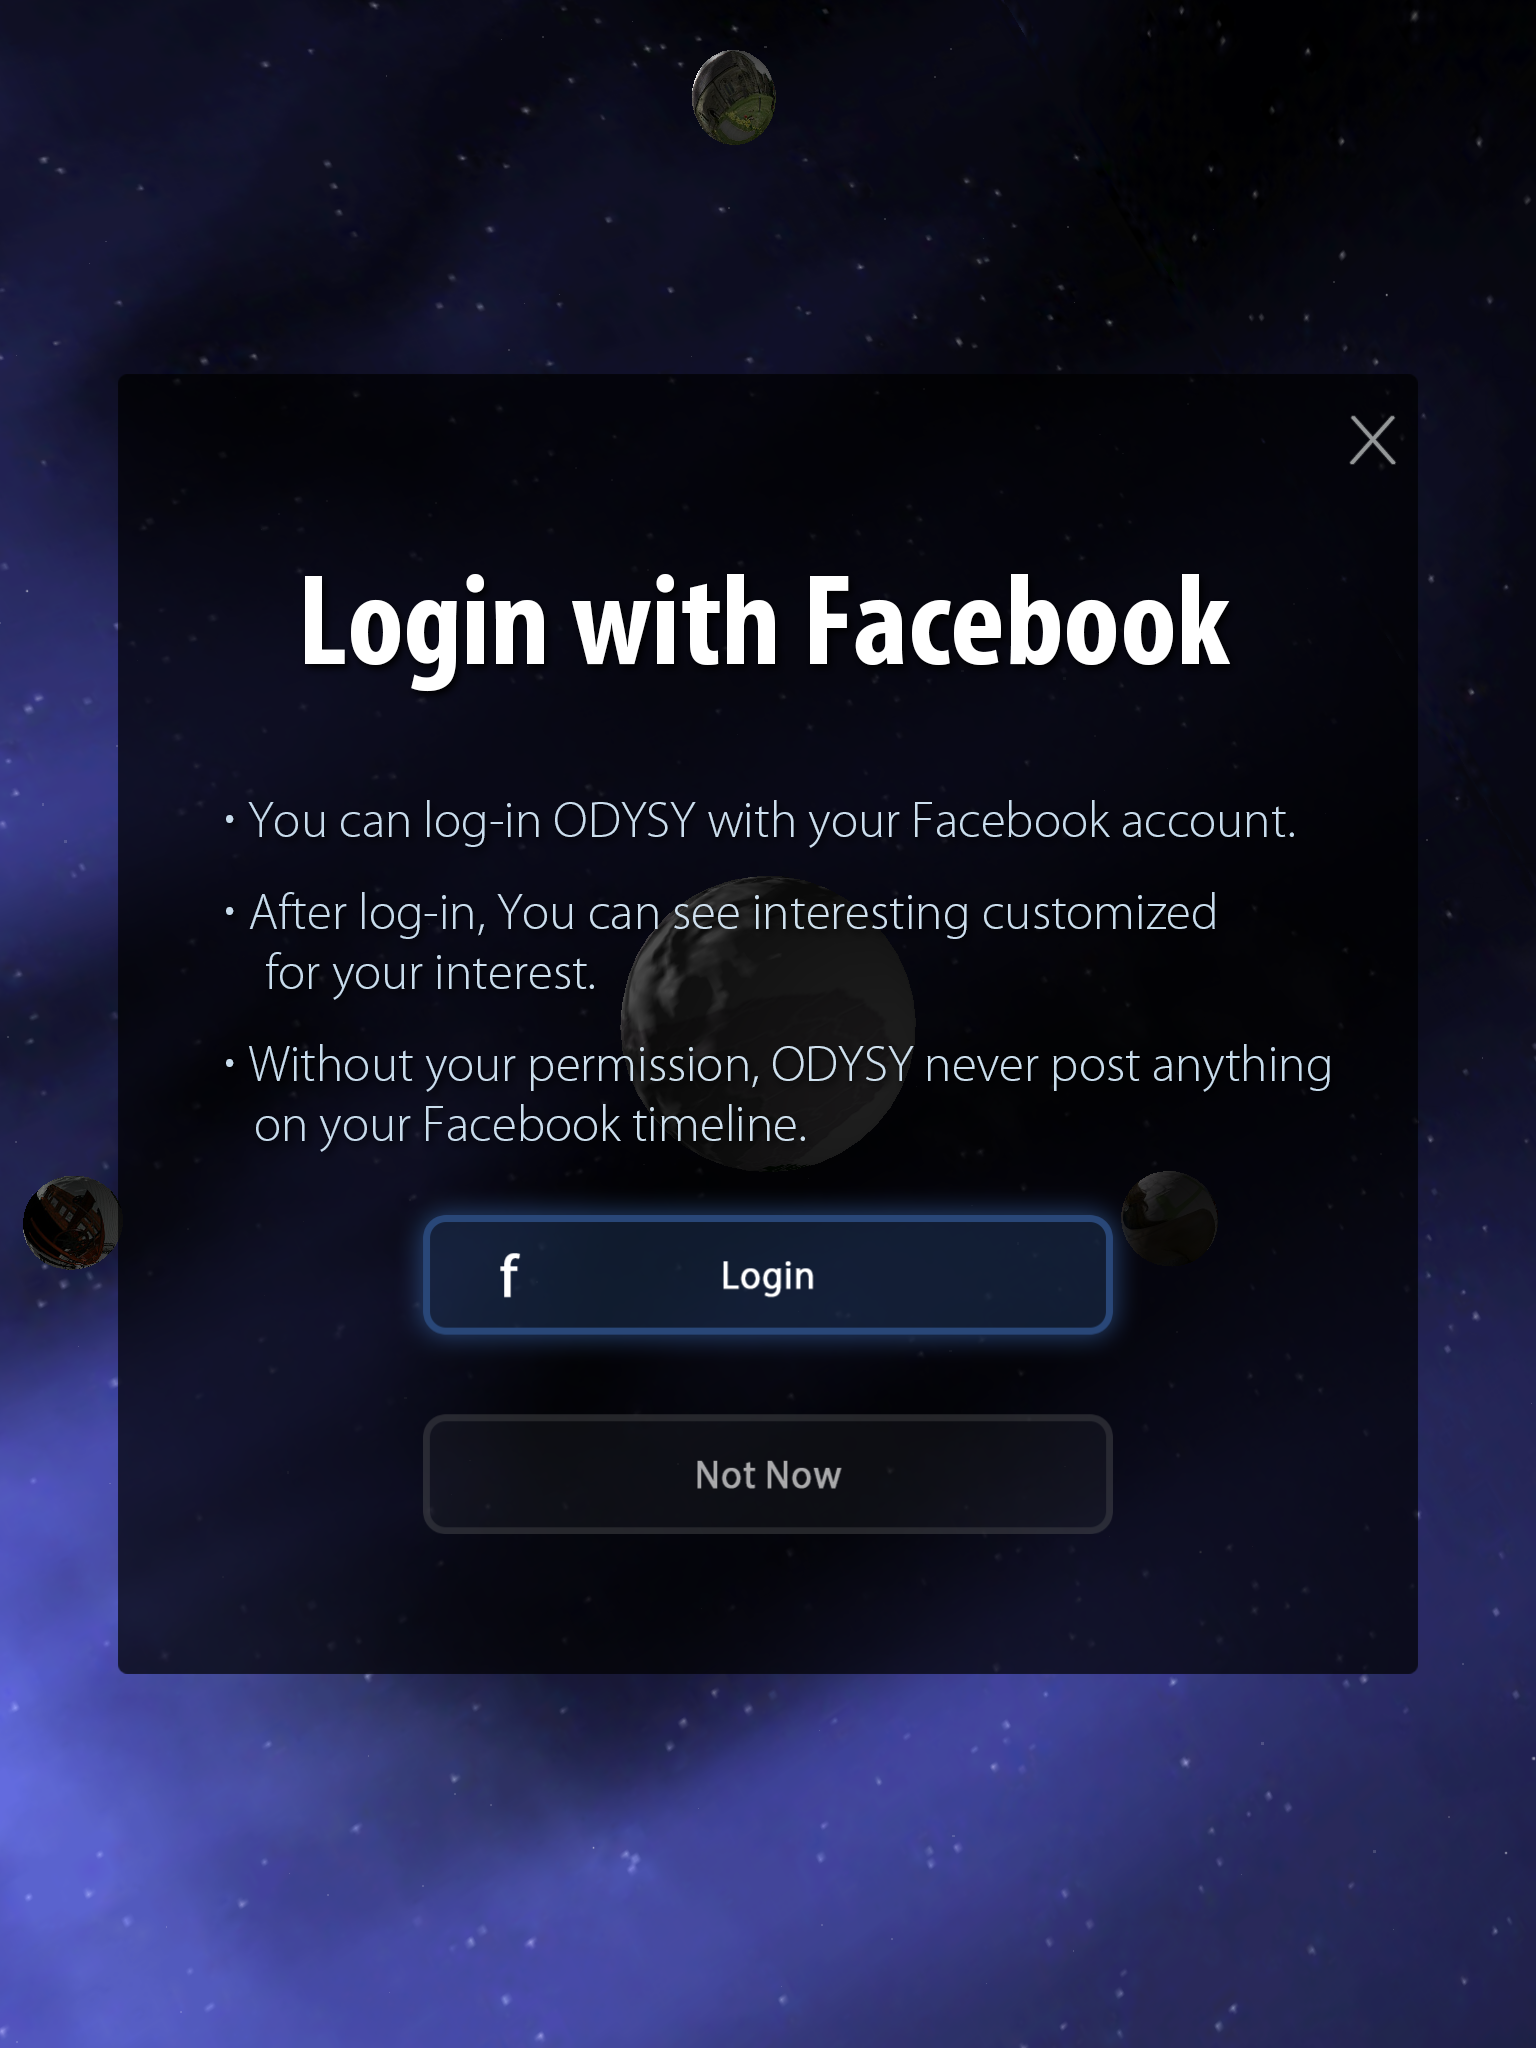 Login with Facebook
• You can log-in ODYSY with your Facebook account.
• After log-in, You can see interesting customized
for your interest.
• Without your permission, ODYSY never post anything
on your Facebook timeline.
f Login
Not Now